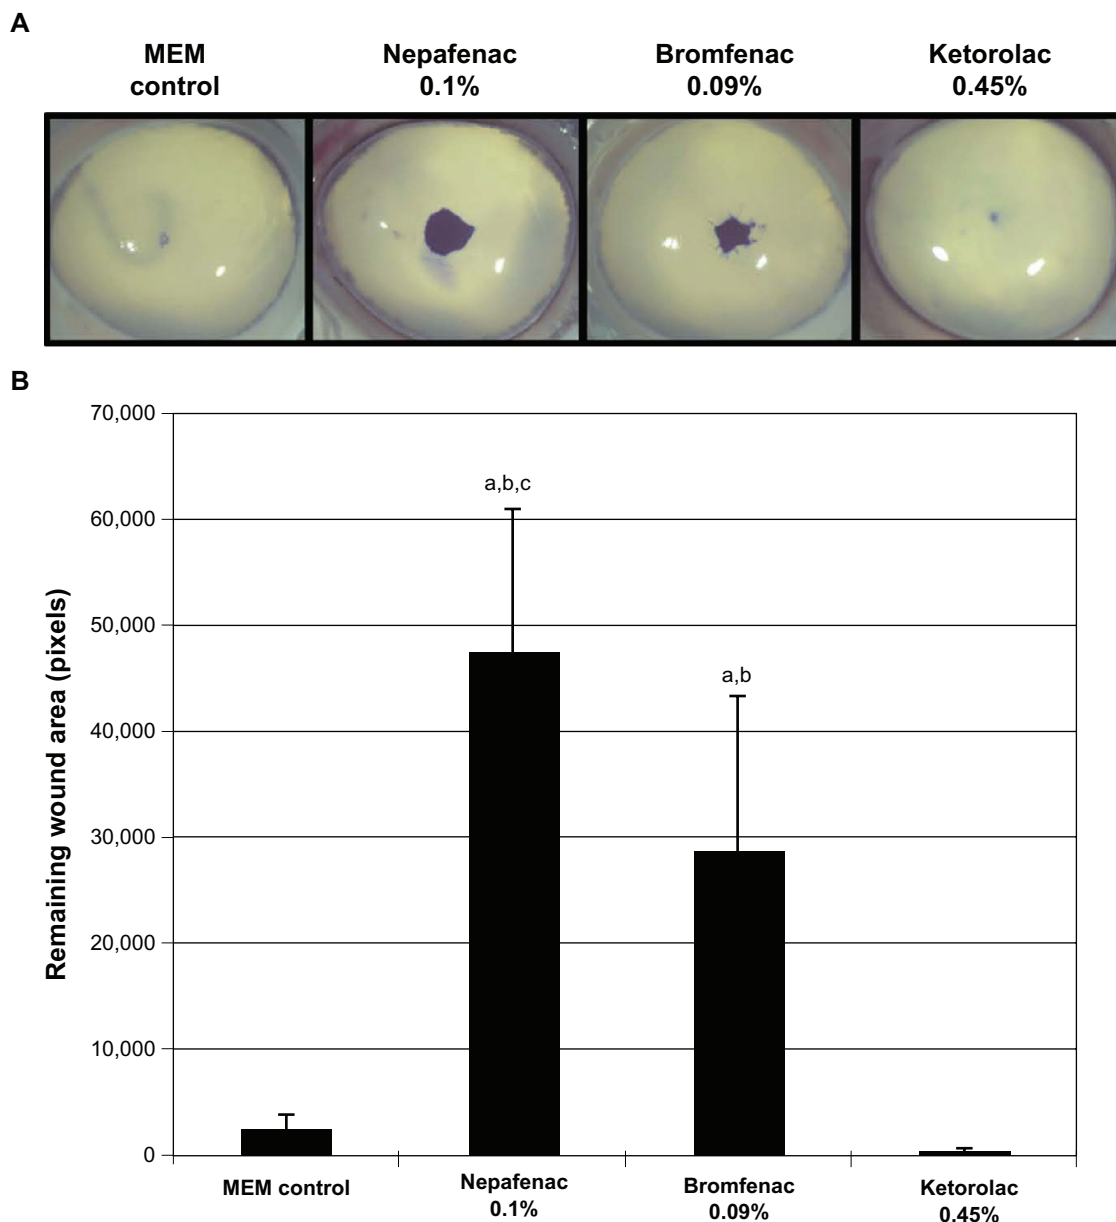 A
MEM
control
Nepafenac
0.1%
Bromfenac
0.09%
Ketorolac
0.45%
B
Remaining wound area (pixels)
70,000
60,000
50,000
40,000
30,000
20,000
10,000
0
a,b,c
a,b
MEM control
Nepafenac
0.1%
Bromfenac
0.09%
Ketorolac
0.45%